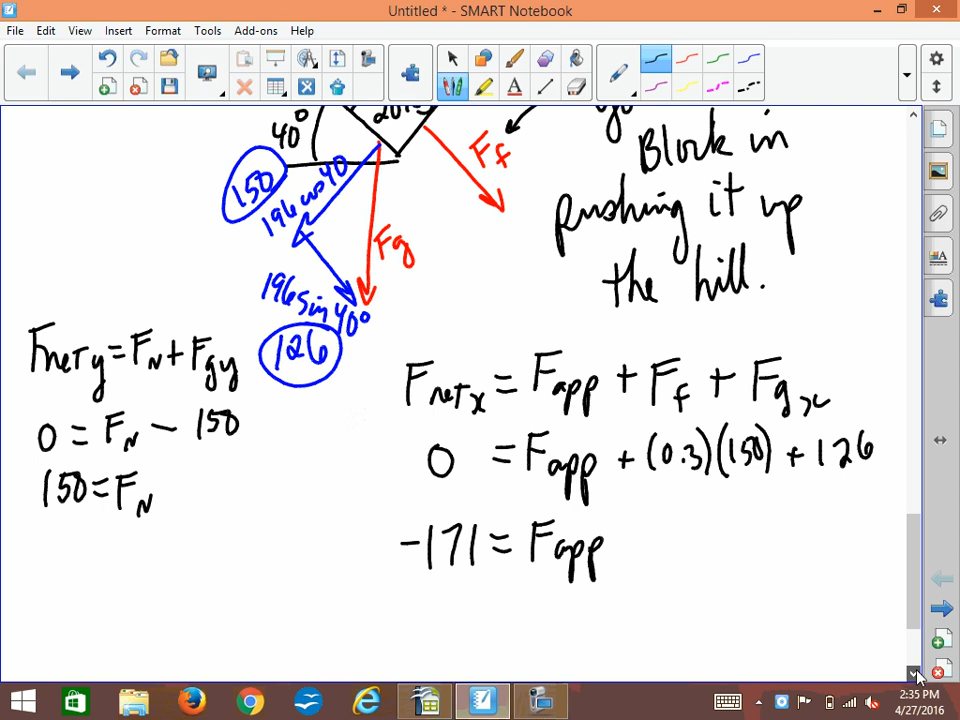 Untitled * - SMART Notebook
File Edit View Insert Format Tools Add-ons Help
40°
Ff
Block in
pushing it up
the hill.
150
196 cos 40
Fg
196 sin 40°
126
Fnet y = FN + Fgy
0 = FN - 150
150 = FN
Fnet x = Fapp + Ff + Fgx
0 = Fapp + (0.3)(150) + 126
-171 = Fapp
2:35 PM
4/27/2016